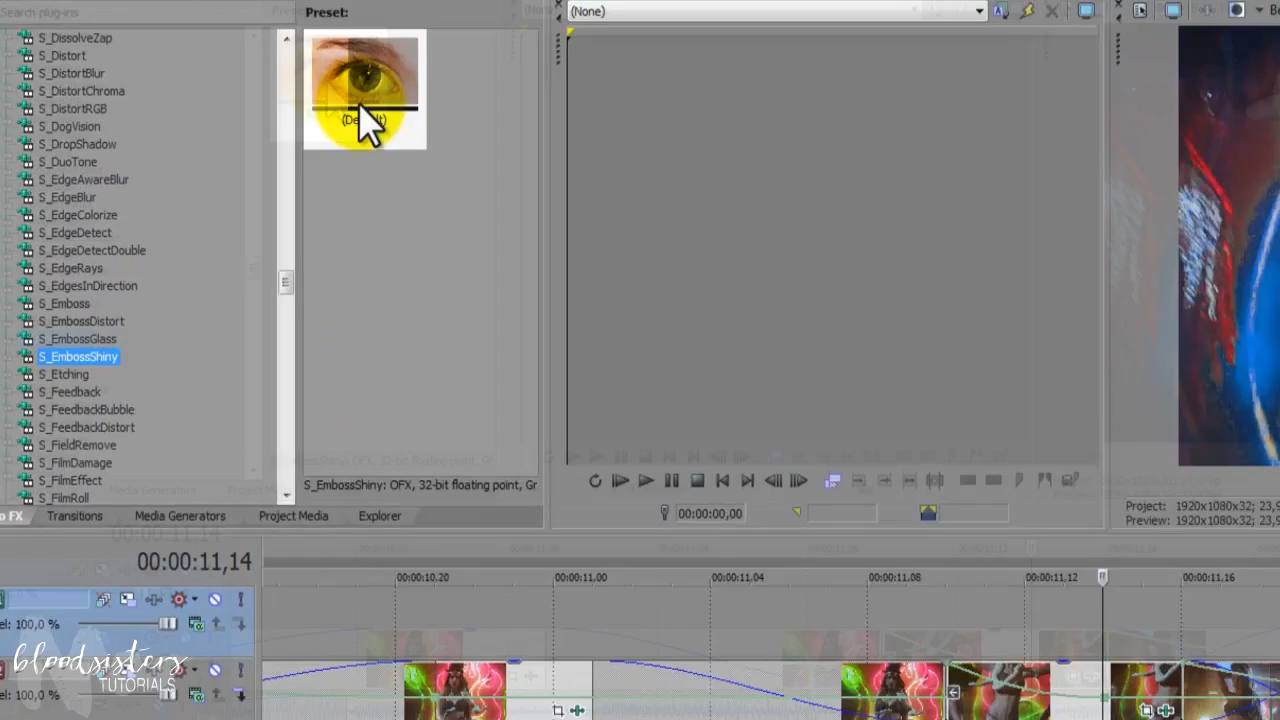 Search plug-ins
Preset:
(None)
S_DissolveZap
S_Distort
S_DistortBlur
S_DistortChroma
S_DistortRGB
S_DogVision
S_DropShadow
S_DuoTone
S_EdgeAwareBlur
S_EdgeBlur
S_EdgeColorize
S_EdgeDetect
S_EdgeDetectDouble
S_EdgeRays
S_EdgesInDirection
S_Emboss
S_EmbossDistort
S_EmbossGlass
S_EmbossShiny
S_Etching
S_Feedback
S_FeedbackBubble
S_FeedbackDistort
S_FieldRemove
S_FilmDamage
S_FilmEffect
S_FilmRoll
S_EmbossShiny: OFX, 32-bit floating point, Gr
o FX
Transitions
Media Generators
Project Media
Explorer
00:00:00,00
Project: 1920x1080x32; 23,9
Preview: 1920x1080x32; 23,9
00:00:11,14
00:00:10,20
00:00:11,00
00:00:11,04
00:00:11,08
00:00:11,12
00:00:11,16
el: 100,0 %
bloodsisters
TUTORIALS
el: 100,0 %